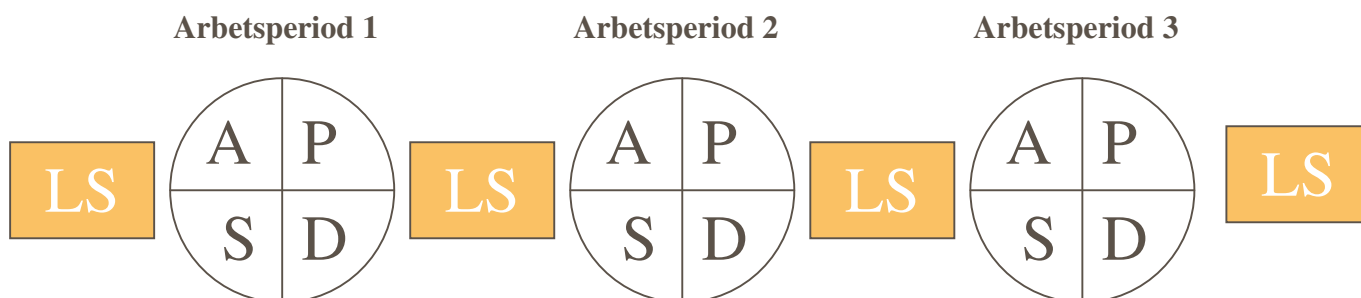 Arbetsperiod 1 Arbetsperiod 2 Arbetsperiod 3
A P A P A P
LS LS LS LS
S D S D S D